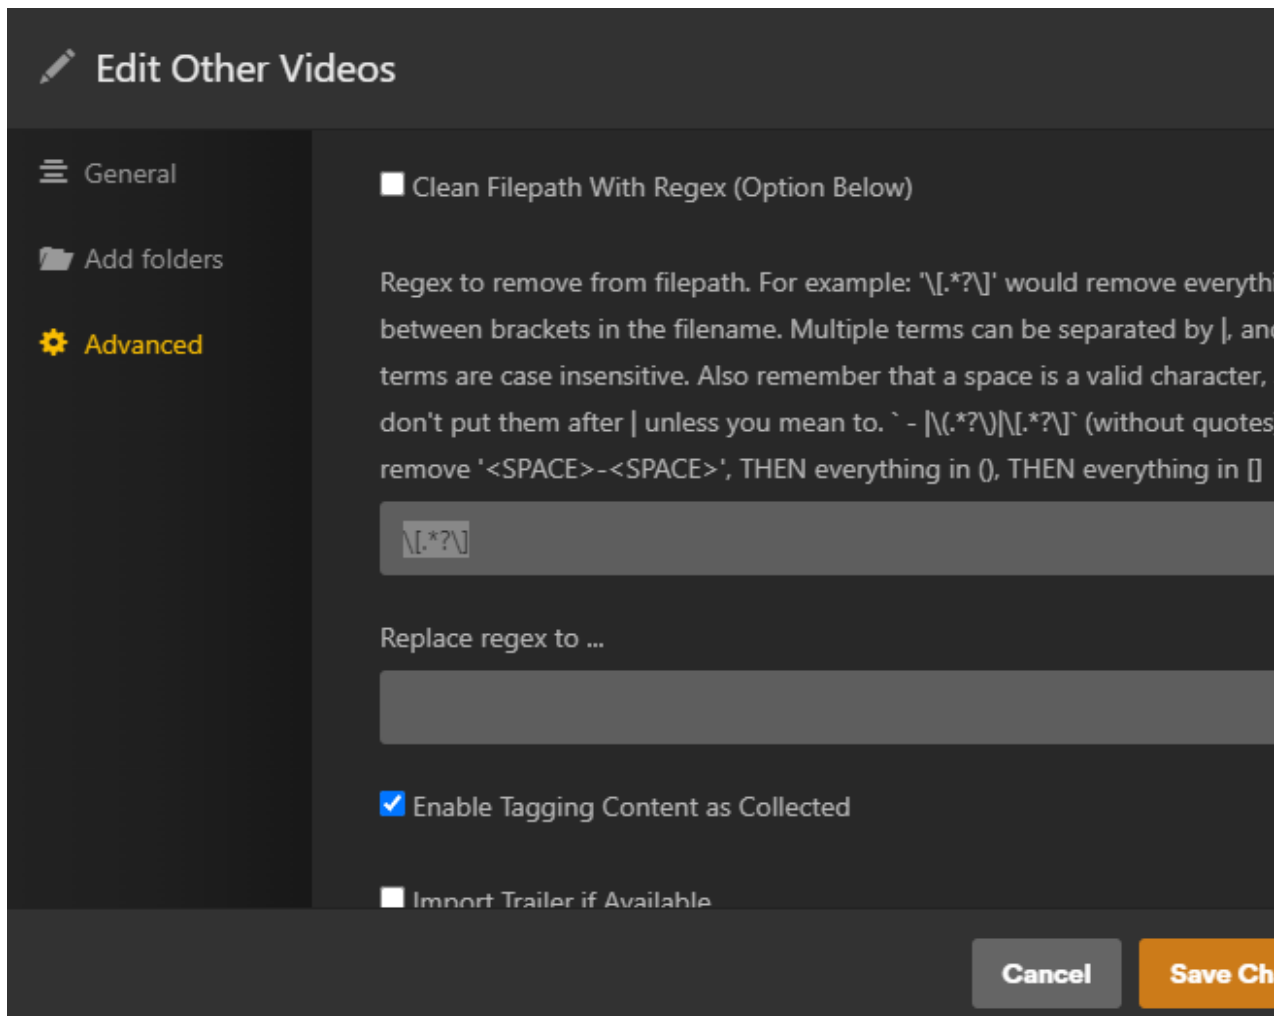 Edit Other Videos
General
Add folders
Advanced
Clean Filepath With Regex (Option Below)
Regex to remove from filepath. For example: '\[.*?\]' would remove everythi
between brackets in the filename. Multiple terms can be separated by |, and
terms are case insensitive. Also remember that a space is a valid character,
don't put them after | unless you mean to. ` - |\(.*?\)|\[.*?\]` (without quotes
remove '<SPACE>-<SPACE>', THEN everything in (), THEN everything in []
\[.*?\]
Replace regex to ...
Enable Tagging Content as Collected
Import Trailer if Available
Cancel
Save Ch